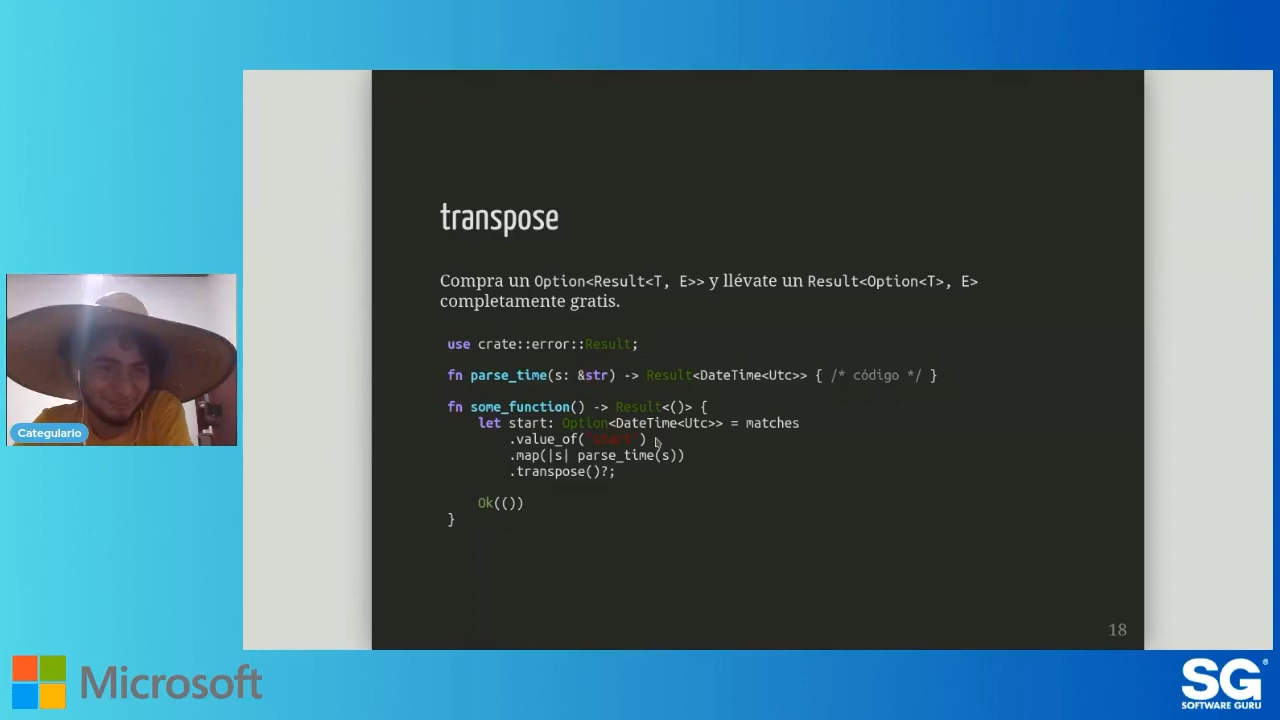 transpose
Compra un Option<Result<T, E>> y llévate un Result<Option<T>, E>
completamente gratis.
use crate::error::Result;
fn parse_time(s: &str) -> Result<DateTime<Utc>> { /* código */ }
fn some_function() -> Result<()> {
let start: Option<DateTime<Utc>> = matches
.value_of("start")
.map(|s| parse_time(s))
.transpose()?;
Ok(())
}
18
Categulario
Microsoft
SG®
SOFTWARE GURU